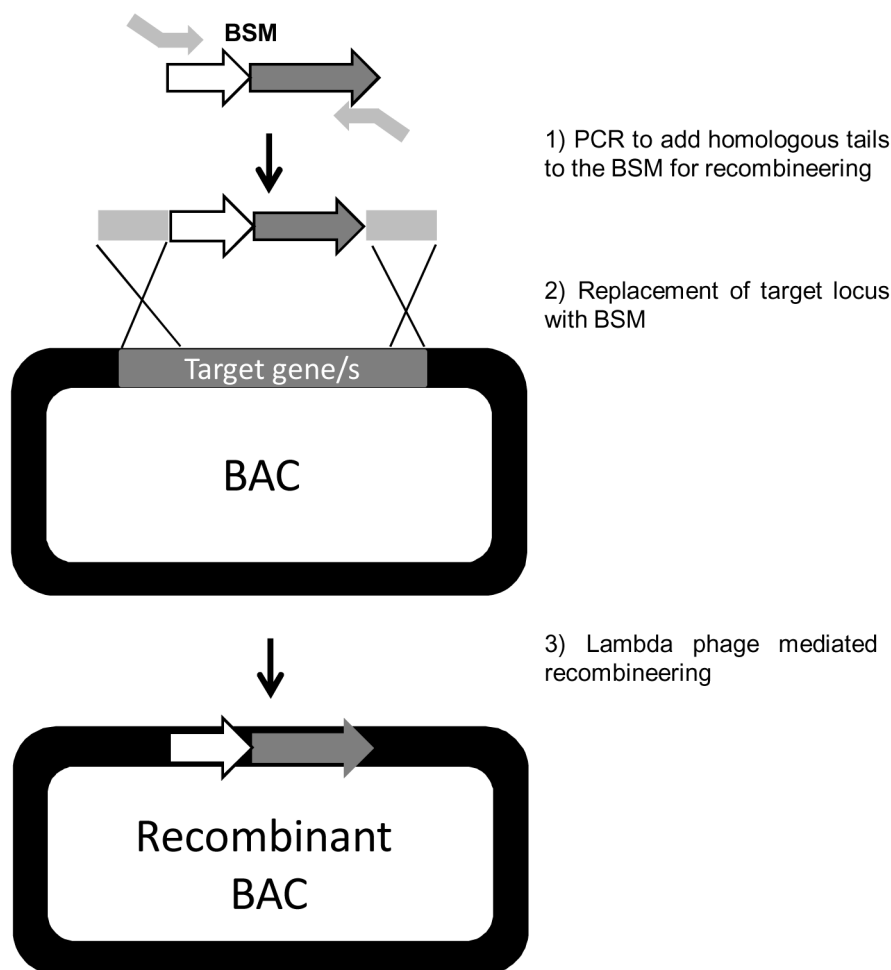 BSM
1) PCR to add homologous tails
to the BSM for recombineering
2) Replacement of target locus
with BSM
Target gene/s
BAC
3) Lambda phage mediated
recombineering
Recombinant
BAC